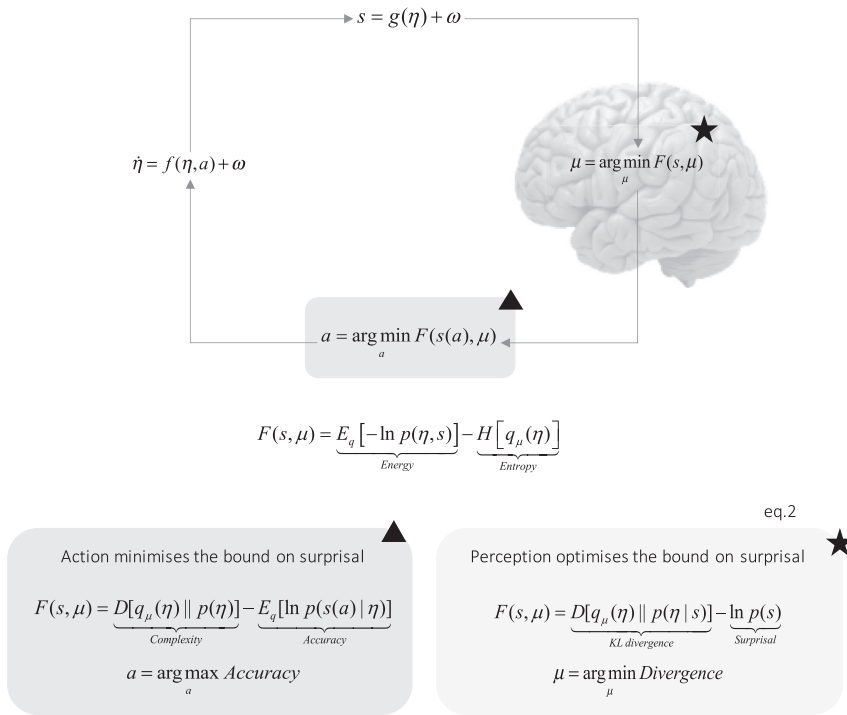 s = g(η) + ω
η̇ = f(η, a) + ω
μ = arg min F(s, μ)
μ
a = arg min F(s(a), μ)
a
F(s, μ) = E_q [−ln p(η, s)] − H[q_μ(η)]
Energy Entropy
eq.2
Action minimises the bound on surprisal
F(s, μ) = D[q_μ(η) || p(η)] − E_q[ln p(s(a) | η)]
Complexity Accuracy
a = arg max Accuracy
a
Perception optimises the bound on surprisal
F(s, μ) = D[q_μ(η) || p(η | s)] − ln p(s)
KL divergence Surprisal
μ = arg min Divergence
μ